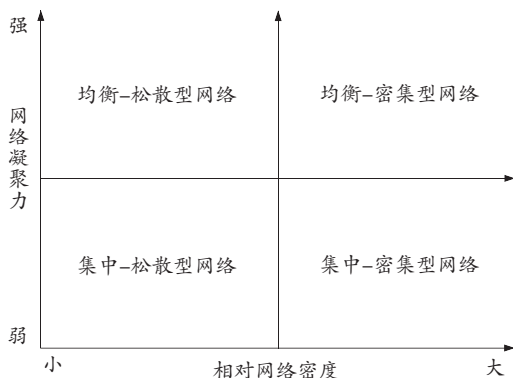 强
均衡–松散型网络
均衡–密集型网络
网络凝聚力
集中–松散型网络
集中–密集型网络
弱
小
相对网络密度
大